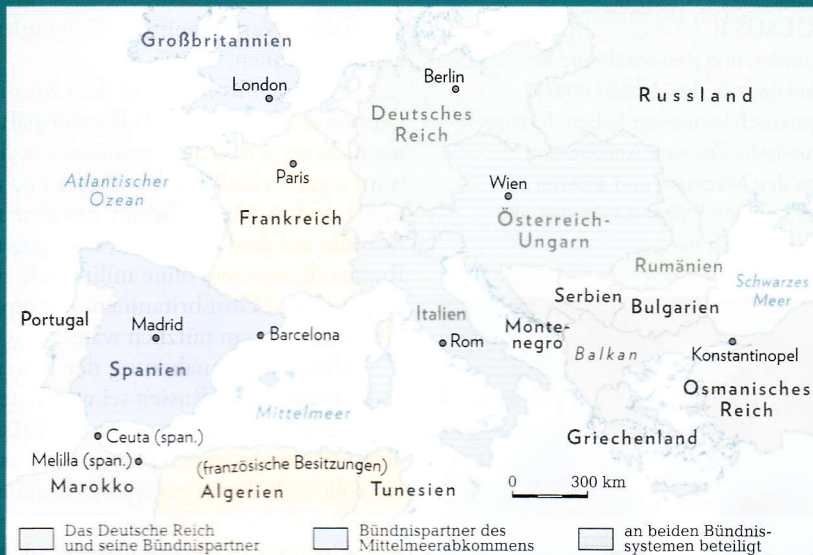 Großbritannien
London
Berlin
Russland
Deutsches
Reich
Paris
Atlantischer
Ozean
Wien
Frankreich
Österreich-
Ungarn
Rumänien
Schwarzes
Meer
Serbien
Bulgarien
Italien
Portugal
Madrid
Barcelona
Rom
Monte-
negro
Balkan
Konstantinopel
Spanien
Osmanisches
Reich
Mittelmeer
Griechenland
Ceuta (span.)
Melilla (span.)
(französische Besitzungen)
Marokko
Algerien
Tunesien
0 300 km
Das Deutsche Reich
und seine Bündnispartner
Bündnispartner des
Mittelmeerabkommens
an beiden Bündnis-
systemen beteiligt